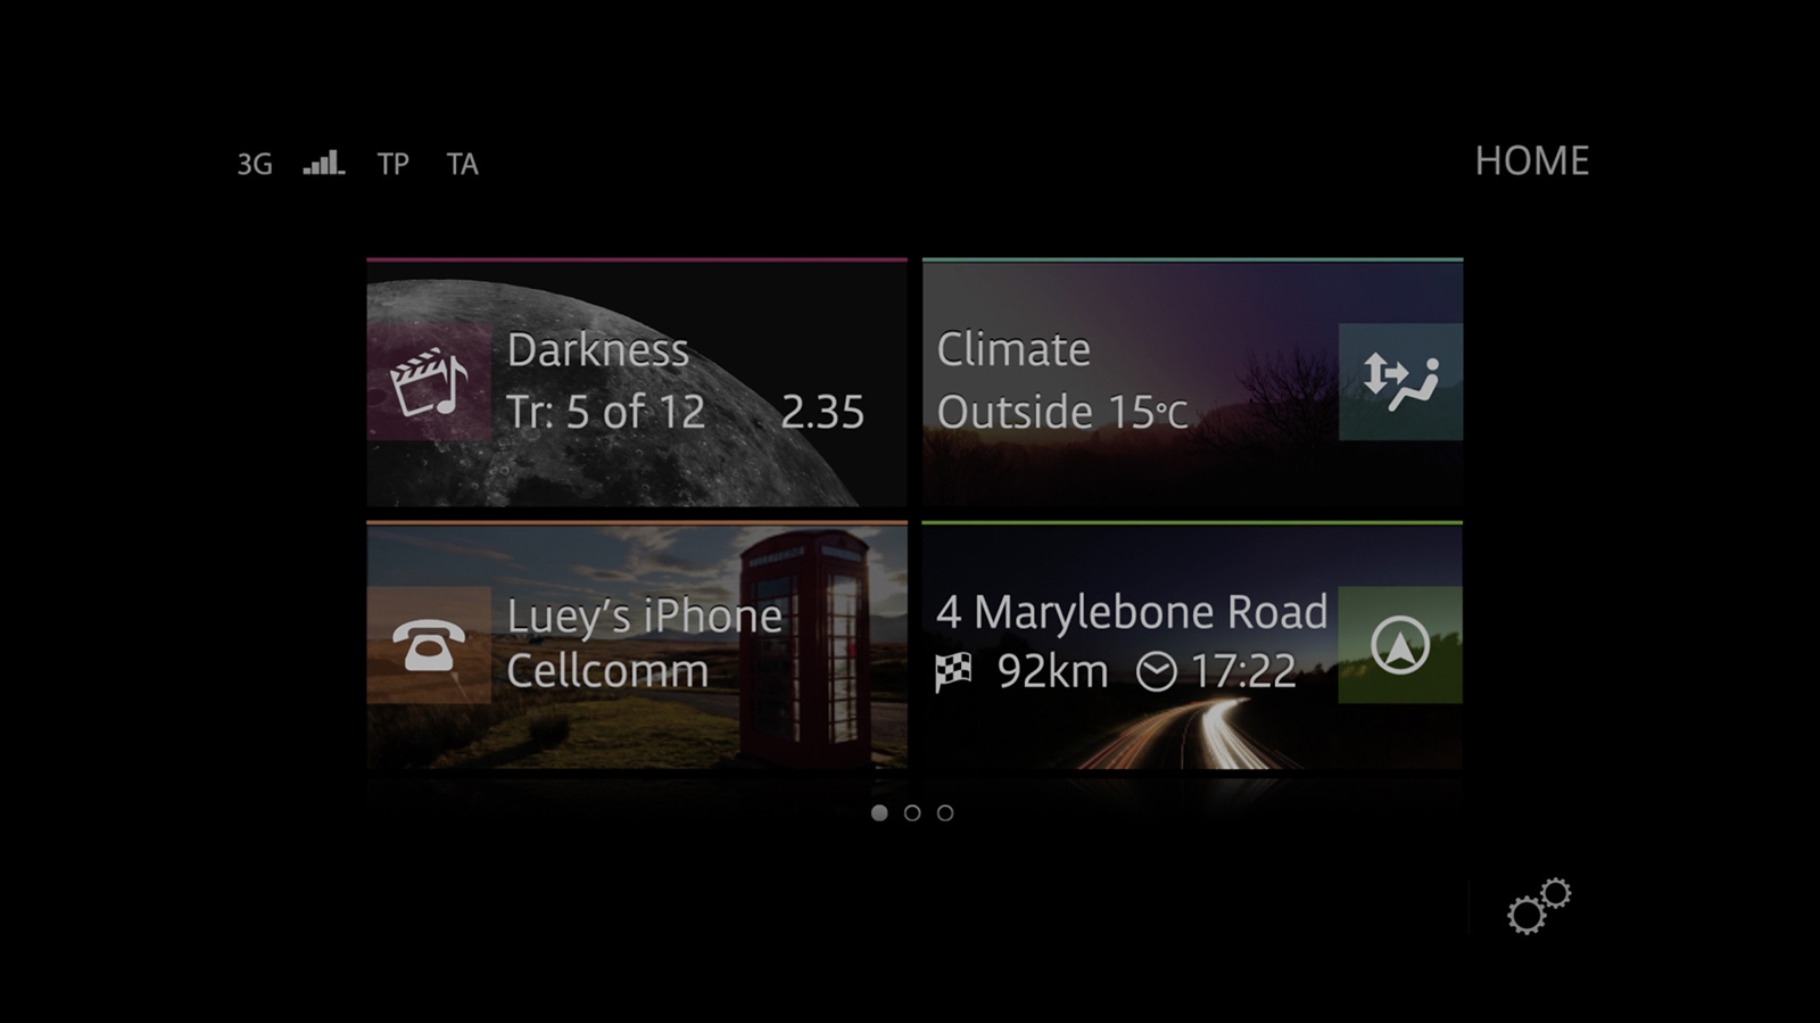 3G TP TA
HOME
Darkness
Tr: 5 of 12 2.35
Climate
Outside 15°C
Luey's iPhone
Cellcomm
4 Marylebone Road
92km 17:22